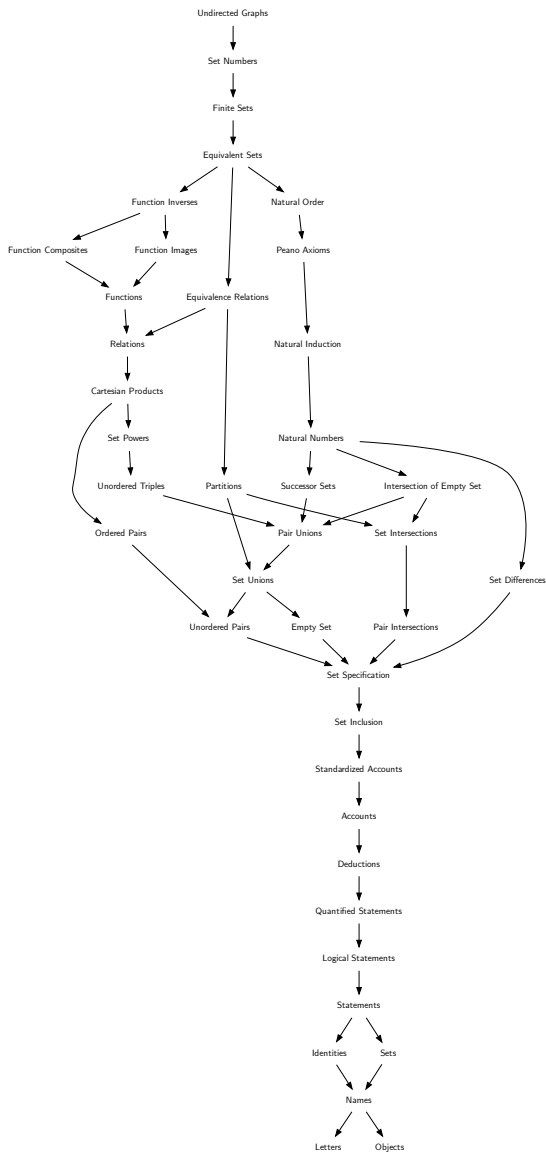 Undirected Graphs
Set Numbers
Finite Sets
Equivalent Sets
Function Inverses
Natural Order
Function Composites
Function Images
Peano Axioms
Functions
Equivalence Relations
Relations
Natural Induction
Cartesian Products
Set Powers
Natural Numbers
Unordered Triples
Partitions
Successor Sets
Intersection of Empty Set
Ordered Pairs
Pair Unions
Set Intersections
Set Unions
Set Differences
Unordered Pairs
Empty Set
Pair Intersections
Set Specification
Set Inclusion
Standardized Accounts
Accounts
Deductions
Quantified Statements
Logical Statements
Statements
Identities
Sets
Names
Letters
Objects